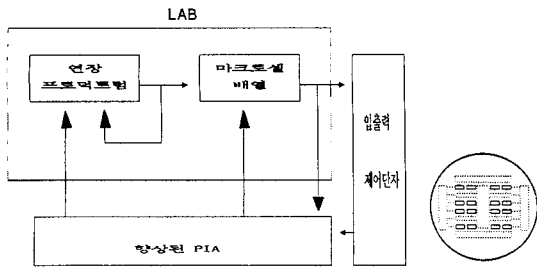 LAB
연장
프로덕트텀
마크로셀
배열
입출력
제어단자
향상된 PIA